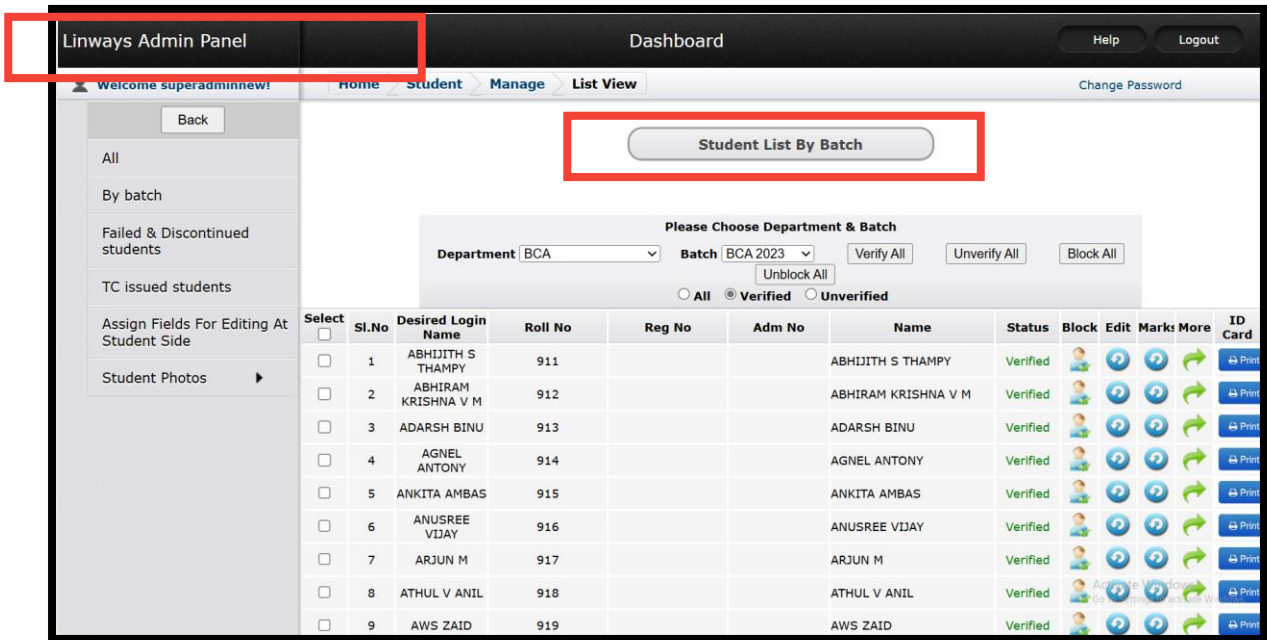 Linways Admin Panel Dashboard Help Logout
Welcome superadminnew! Home Student Manage List View Change Password
Back
All
By batch
Failed & Discontinued
students
TC issued students
Assign Fields For Editing At
Student Side
Student Photos
Student List By Batch
Please Choose Department & Batch
Department BCA Batch BCA 2023 Verify All Unverify All Block All
Unblock All
All Verified Unverified
Select Sl.No Desired Login Name Roll No Reg No Adm No Name Status Block Edit Marks More ID Card
1 ABHIJITH S THAMPY 911 ABHIJITH S THAMPY Verified Print
2 ABHIRAM KRISHNA V M 912 ABHIRAM KRISHNA V M Verified Print
3 ADARSH BINU 913 ADARSH BINU Verified Print
4 AGNEL ANTONY 914 AGNEL ANTONY Verified Print
5 ANKITA AMBAS 915 ANKITA AMBAS Verified Print
6 ANUSREE VIJAY 916 ANUSREE VIJAY Verified Print
7 ARJUN M 917 ARJUN M Verified Print
8 ATHUL V ANIL 918 ATHUL V ANIL Verified Print
9 AWS ZAID 919 AWS ZAID Verified Print
Activate Windows